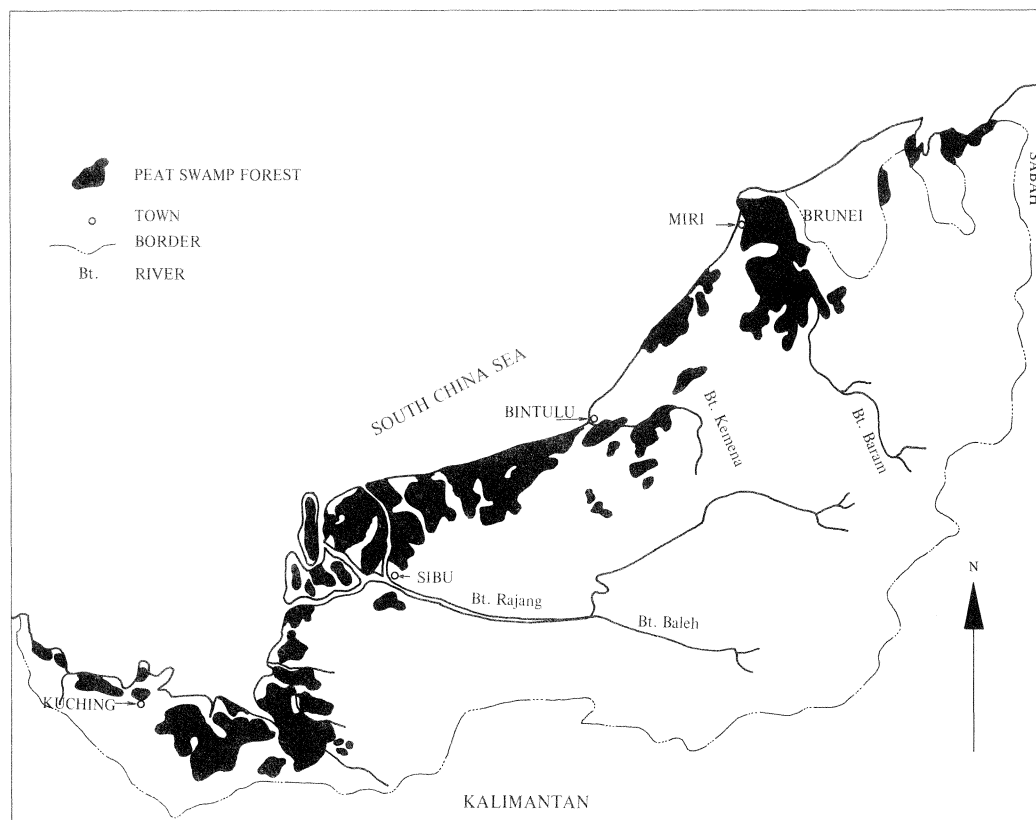 PEAT SWAMP FOREST
TOWN
BORDER
Bt. RIVER
SABAH
MIRI
BRUNEI
SOUTH CHINA SEA
BINTULU
Bt. Kemena
Bt. Baram
SIBU
Bt. Rajang
Bt. Baleh
N
KUCHING
KALIMANTAN